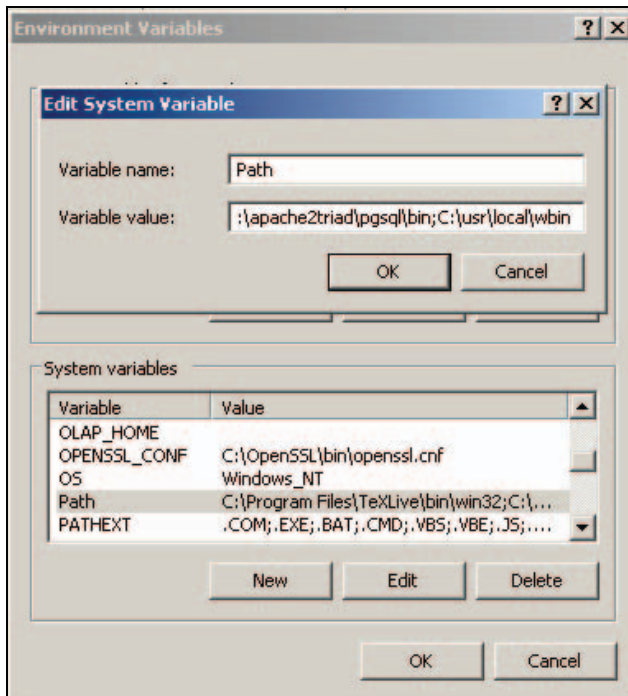 Environment Variables
Edit System Variable
Variable name:
Path
Variable value:
:\apache2triad\pgsql\bin;C:\usr\local\wbin
OK
Cancel
System variables
Variable Value
OLAP_HOME
OPENSSL_CONF C:\OpenSSL\bin\openssl.cnf
OS Windows_NT
Path C:\Program Files\TeXLive\bin\win32;C:\...
PATHEXT .COM;.EXE;.BAT;.CMD;.VBS;.VBE;.JS;....
New
Edit
Delete
OK
Cancel